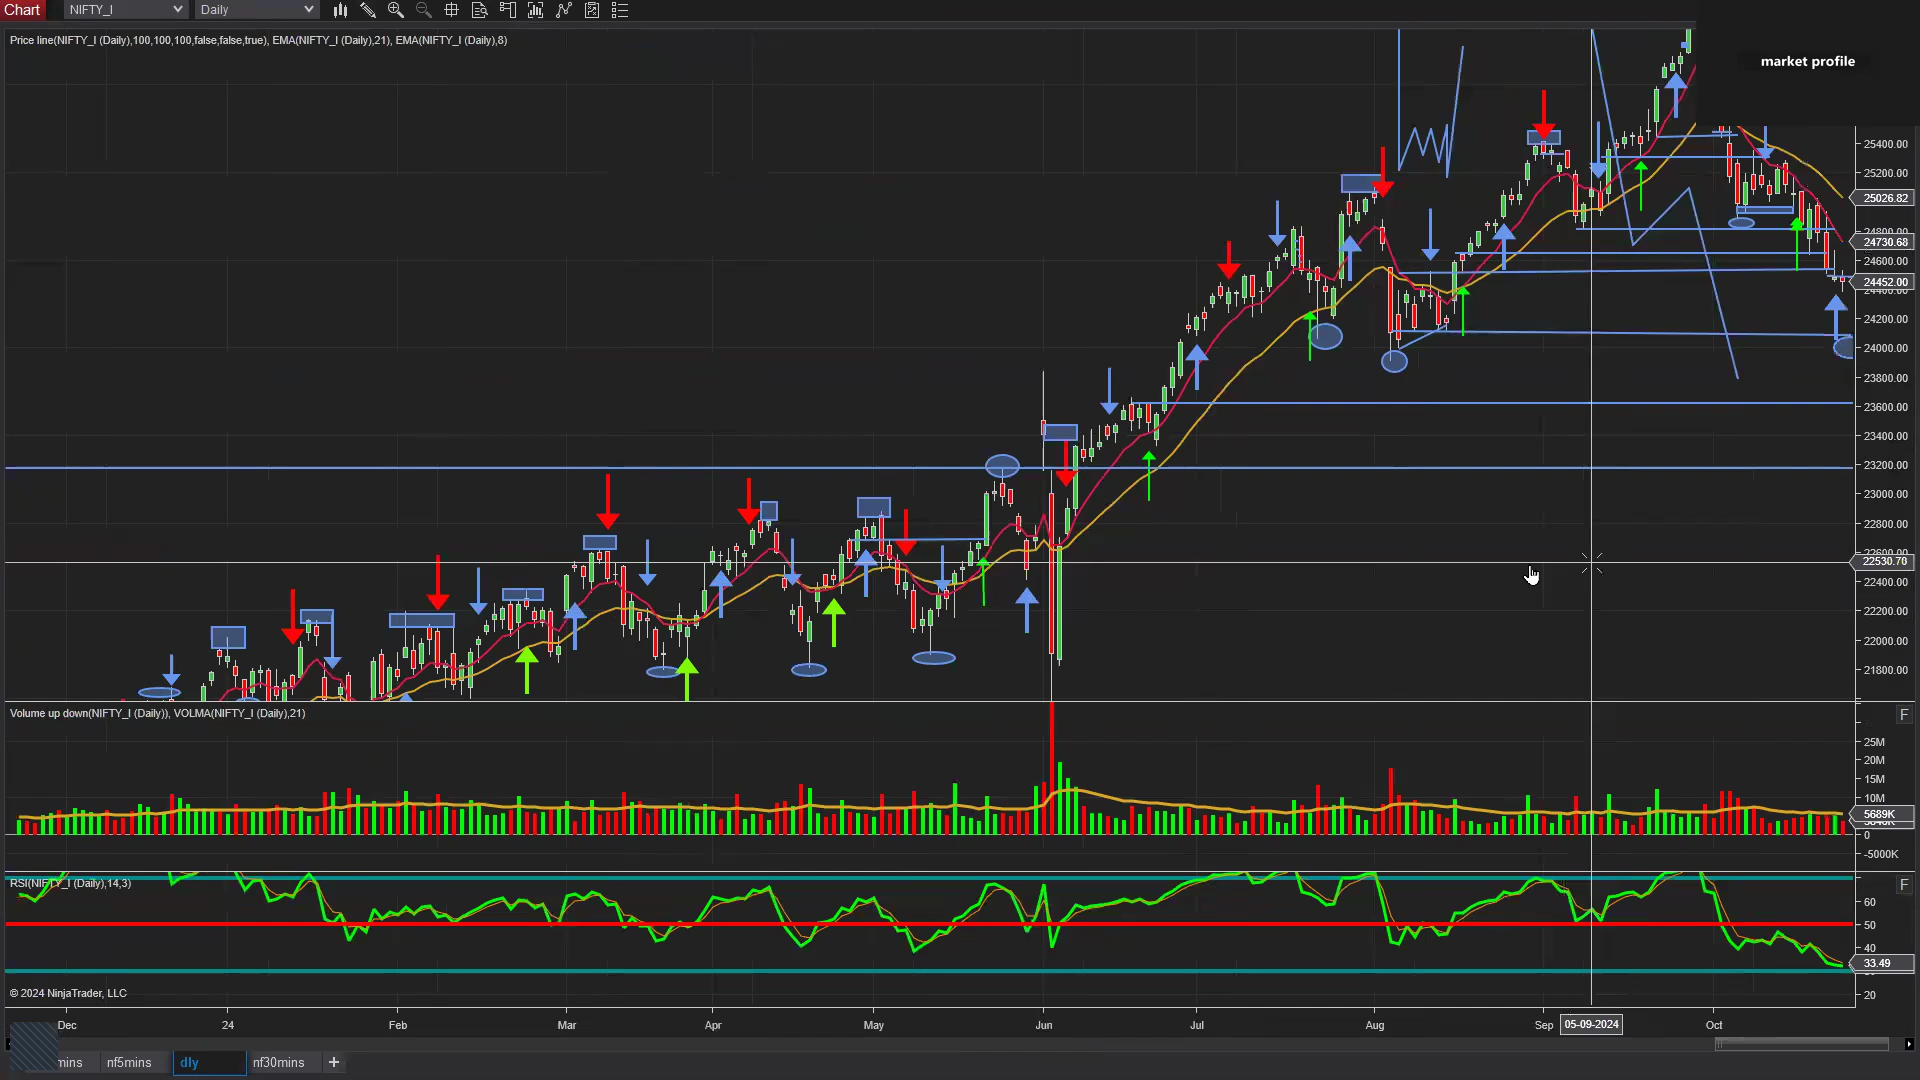 Chart NIFTY_I Daily
Price line(NIFTY_I (Daily),100,100,100,false,false,true), EMA(NIFTY_I (Daily),21), EMA(NIFTY_I (Daily),8)
market profile
25400.00
25200.00
25026.82
24730.68
24600.00
24452.00
24200.00
24000.00
23800.00
23600.00
23400.00
23200.00
23000.00
22800.00
22530.70
22400.00
22200.00
22000.00
21800.00
Volume up down(NIFTY_I (Daily)), VOLMA(NIFTY_I (Daily),21)
F
25M
20M
15M
10M
5689K
0
-5000K
RSI(NIFTY_I (Daily),14,3)
F
60
50
40
33.49
20
© 2024 NinjaTrader, LLC
Dec 24 Feb Mar Apr May Jun Jul Aug Sep 05-09-2024 Oct
mins nf5mins dly nf30mins +